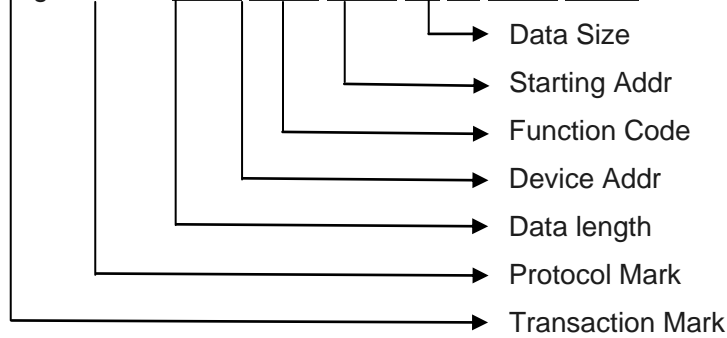 Data Size
Starting Addr
Function Code
Device Addr
Data length
Protocol Mark
Transaction Mark